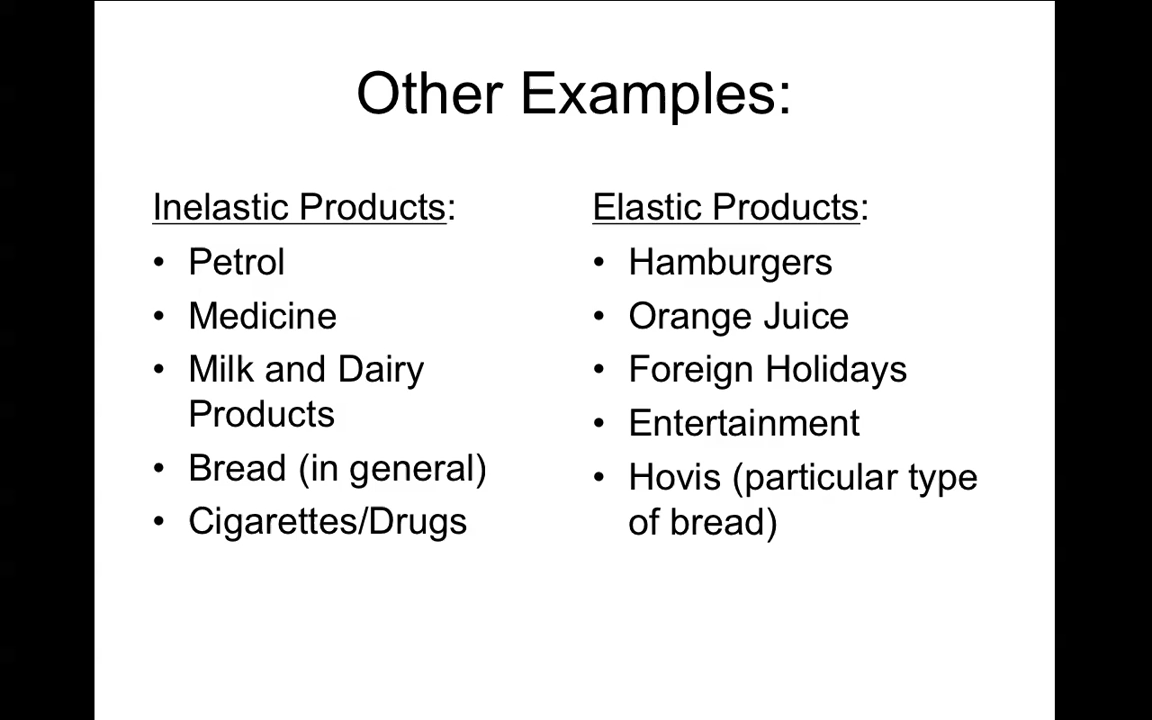 Other Examples:
Inelastic Products:
• Petrol
• Medicine
• Milk and Dairy
Products
• Bread (in general)
• Cigarettes/Drugs
Elastic Products:
• Hamburgers
• Orange Juice
• Foreign Holidays
• Entertainment
• Hovis (particular type
of bread)